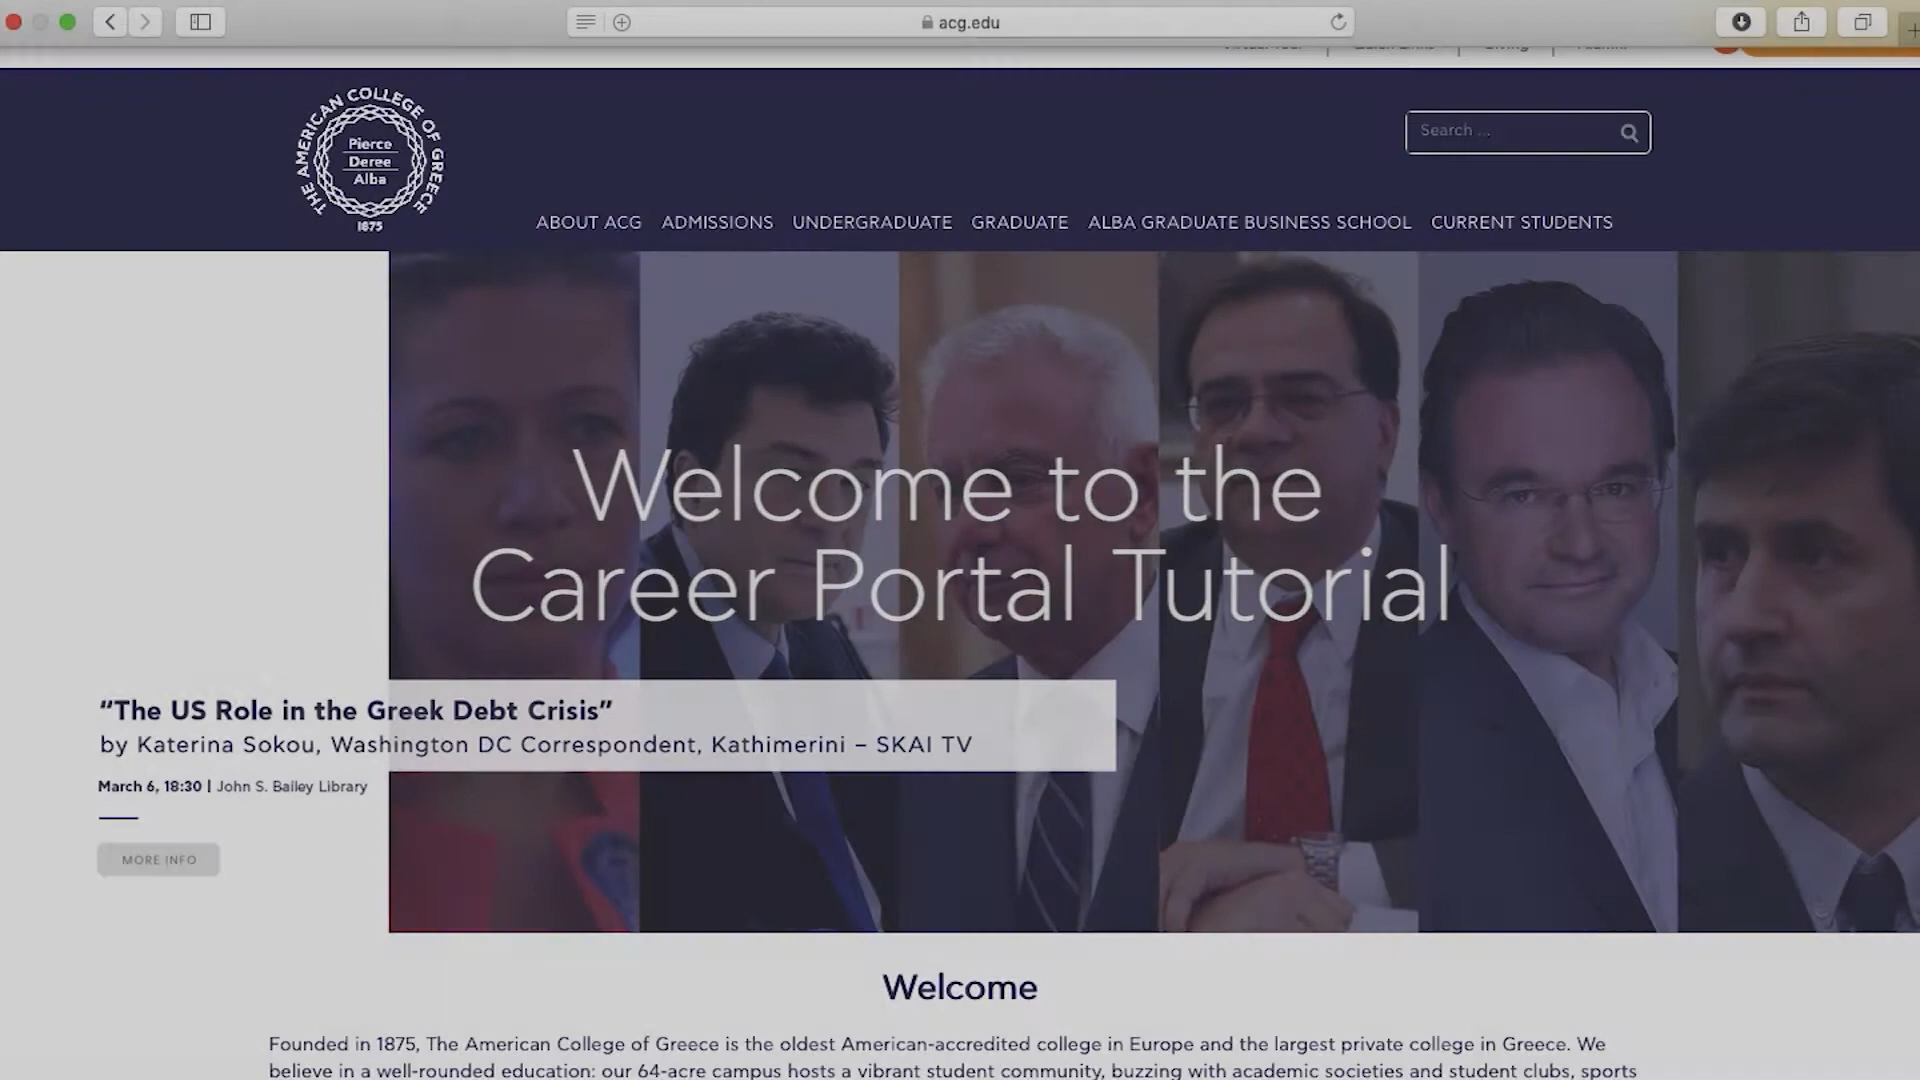 acg.edu
THE AMERICAN COLLEGE OF GREECE
Pierce
Deree
Alba
1875
Search ...
ABOUT ACG ADMISSIONS UNDERGRADUATE GRADUATE ALBA GRADUATE BUSINESS SCHOOL CURRENT STUDENTS
Welcome to the
Career Portal Tutorial
“The US Role in the Greek Debt Crisis”
by Katerina Sokou, Washington DC Correspondent, Kathimerini – SKAI TV
March 6, 18:30 | John S. Bailey Library
MORE INFO
Welcome
Founded in 1875, The American College of Greece is the oldest American-accredited college in Europe and the largest private college in Greece. We
believe in a well-rounded education: our 64-acre campus hosts a vibrant student community, buzzing with academic societies and student clubs, sports